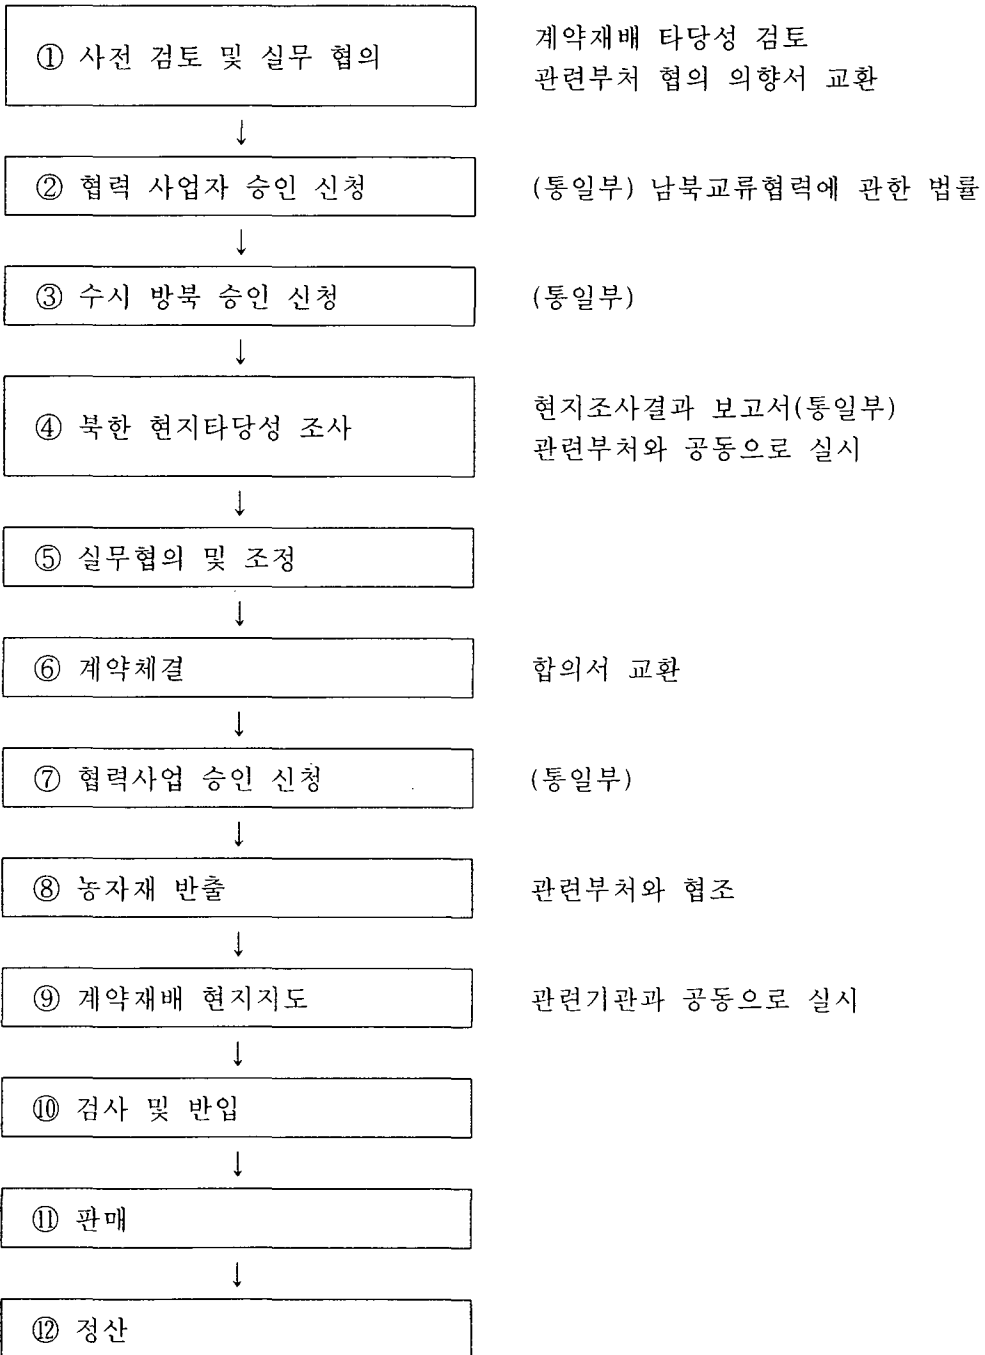 ① 사전 검토 및 실무 협의
계약재배 타당성 검토
관련부처 협의 의향서 교환
↓
② 협력 사업자 승인 신청 (통일부) 남북교류협력에 관한 법률
↓
③ 수시 방북 승인 신청 (통일부)
↓
④ 북한 현지타당성 조사
현지조사결과 보고서(통일부)
관련부처와 공동으로 실시
↓
⑤ 실무협의 및 조정
↓
⑥ 계약체결 합의서 교환
↓
⑦ 협력사업 승인 신청 (통일부)
↓
⑧ 농자재 반출 관련부처와 협조
↓
⑨ 계약재배 현지지도 관련기관과 공동으로 실시
↓
⑩ 검사 및 반입
↓
⑪ 판매
↓
⑫ 정산